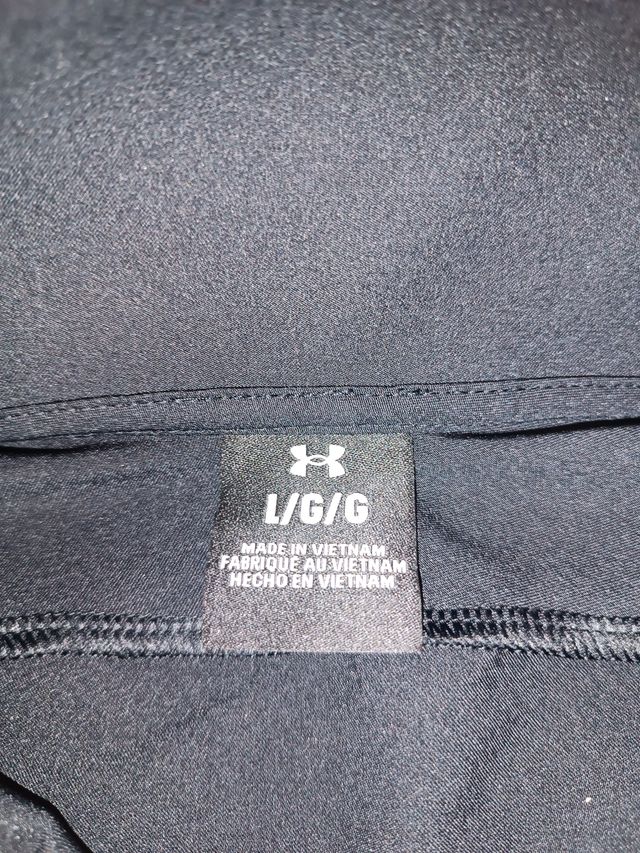 L/G/G
MADE IN VIETNAM
FABRIQUE AU VIETNAM
HECHO EN VIETNAM